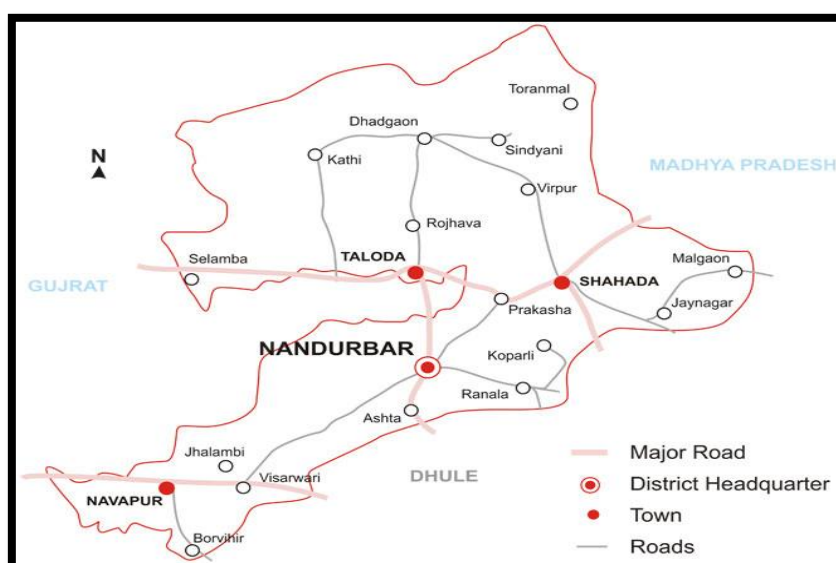 Toranmal
Dhadgaon
Sindyani
N
Kathi
MADHYA PRADESH
Virpur
Rojhava
Selamba
TALODA
Malgaon
SHAHADA
GUJRAT
Prakasha
Jaynagar
NANDURBAR
Koparli
Ranala
Ashta
Jhalambi
Major Road
DHULE
Visarwari
District Headquarter
NAVAPUR
Town
Borvihir
Roads